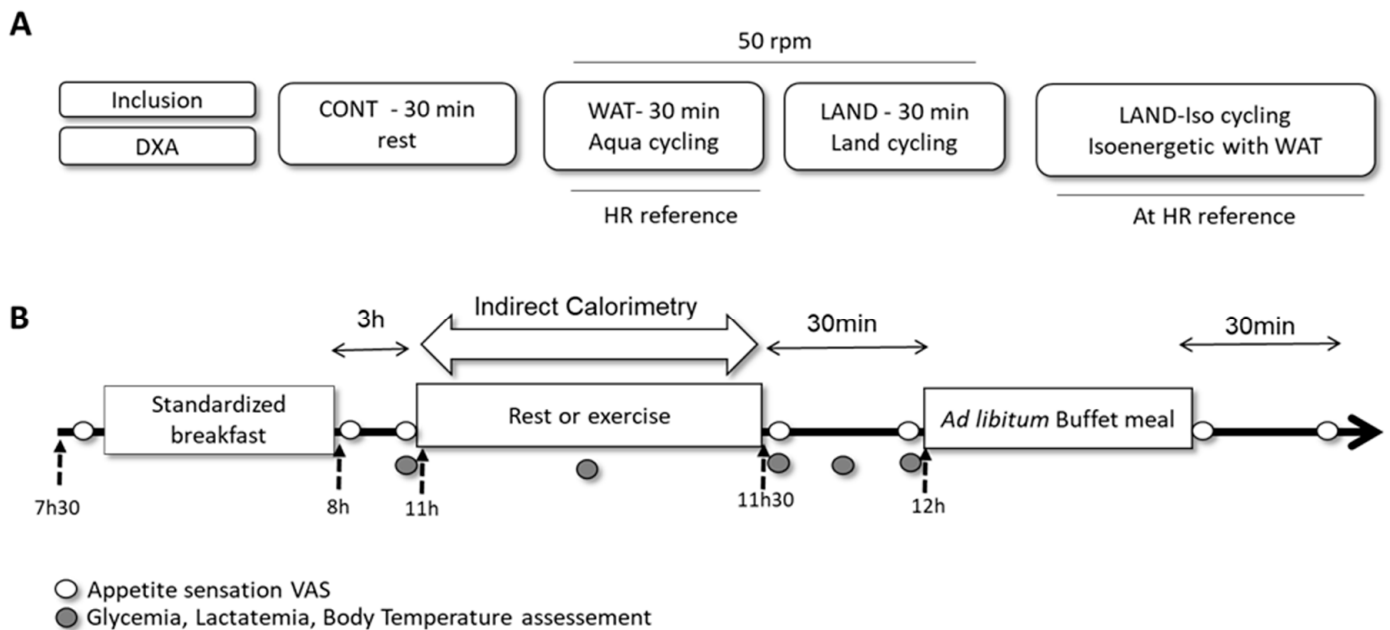 A
50 rpm
Inclusion
DXA
CONT - 30 min
rest
WAT- 30 min
Aqua cycling
LAND - 30 min
Land cycling
LAND-Iso cycling
Isoenergetic with WAT
HR reference
At HR reference
B
3h
Indirect Calorimetry
30min
30min
Standardized
breakfast
Rest or exercise
Ad libitum Buffet meal
7h30
8h
11h
11h30
12h
Appetite sensation VAS
Glycemia, Lactatemia, Body Temperature assessement